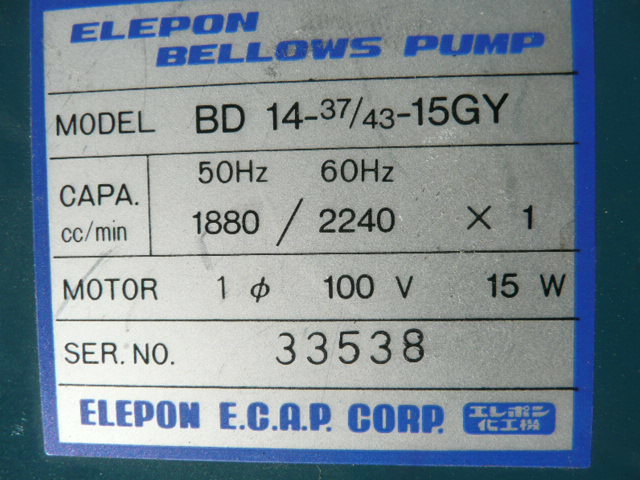 ELEPON
BELLOWS PUMP
MODEL BD 14-37/43-15GY
50Hz 60Hz
CAPA. cc/min 1880 / 2240 × 1
MOTOR 1 φ 100 V 15 W
SER. NO. 33538
ELEPON E.C.A.P. CORP. エレポン 化工機